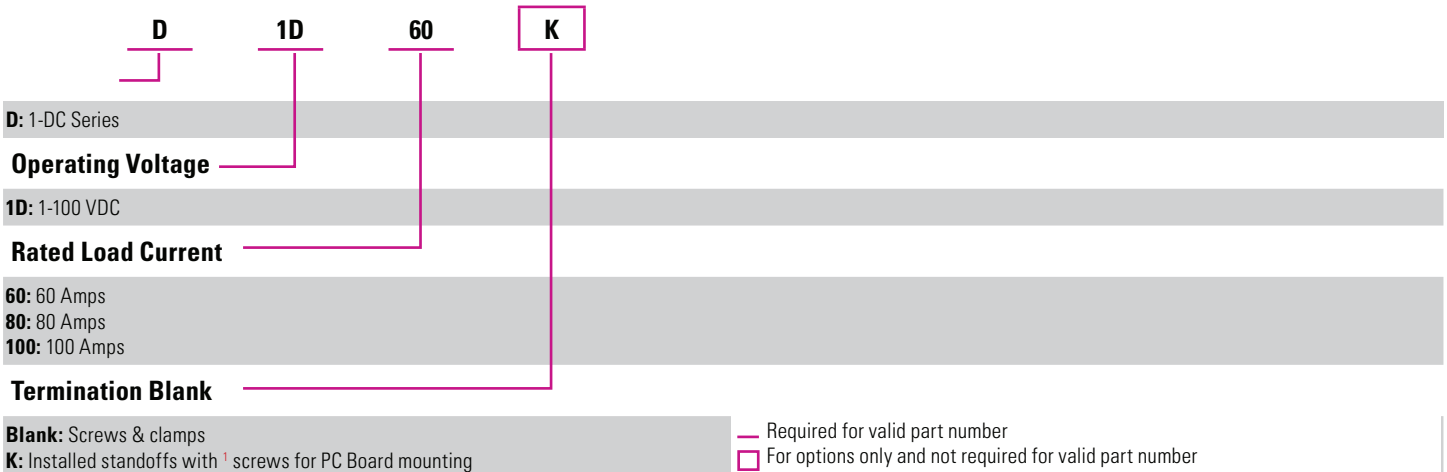 D 1D 60 K
D: 1-DC Series
Operating Voltage
1D: 1-100 VDC
Rated Load Current
60: 60 Amps
80: 80 Amps
100: 100 Amps
Termination Blank
Blank: Screws & clamps
K: Installed standoffs with 1 screws for PC Board mounting
Required for valid part number
For options only and not required for valid part number